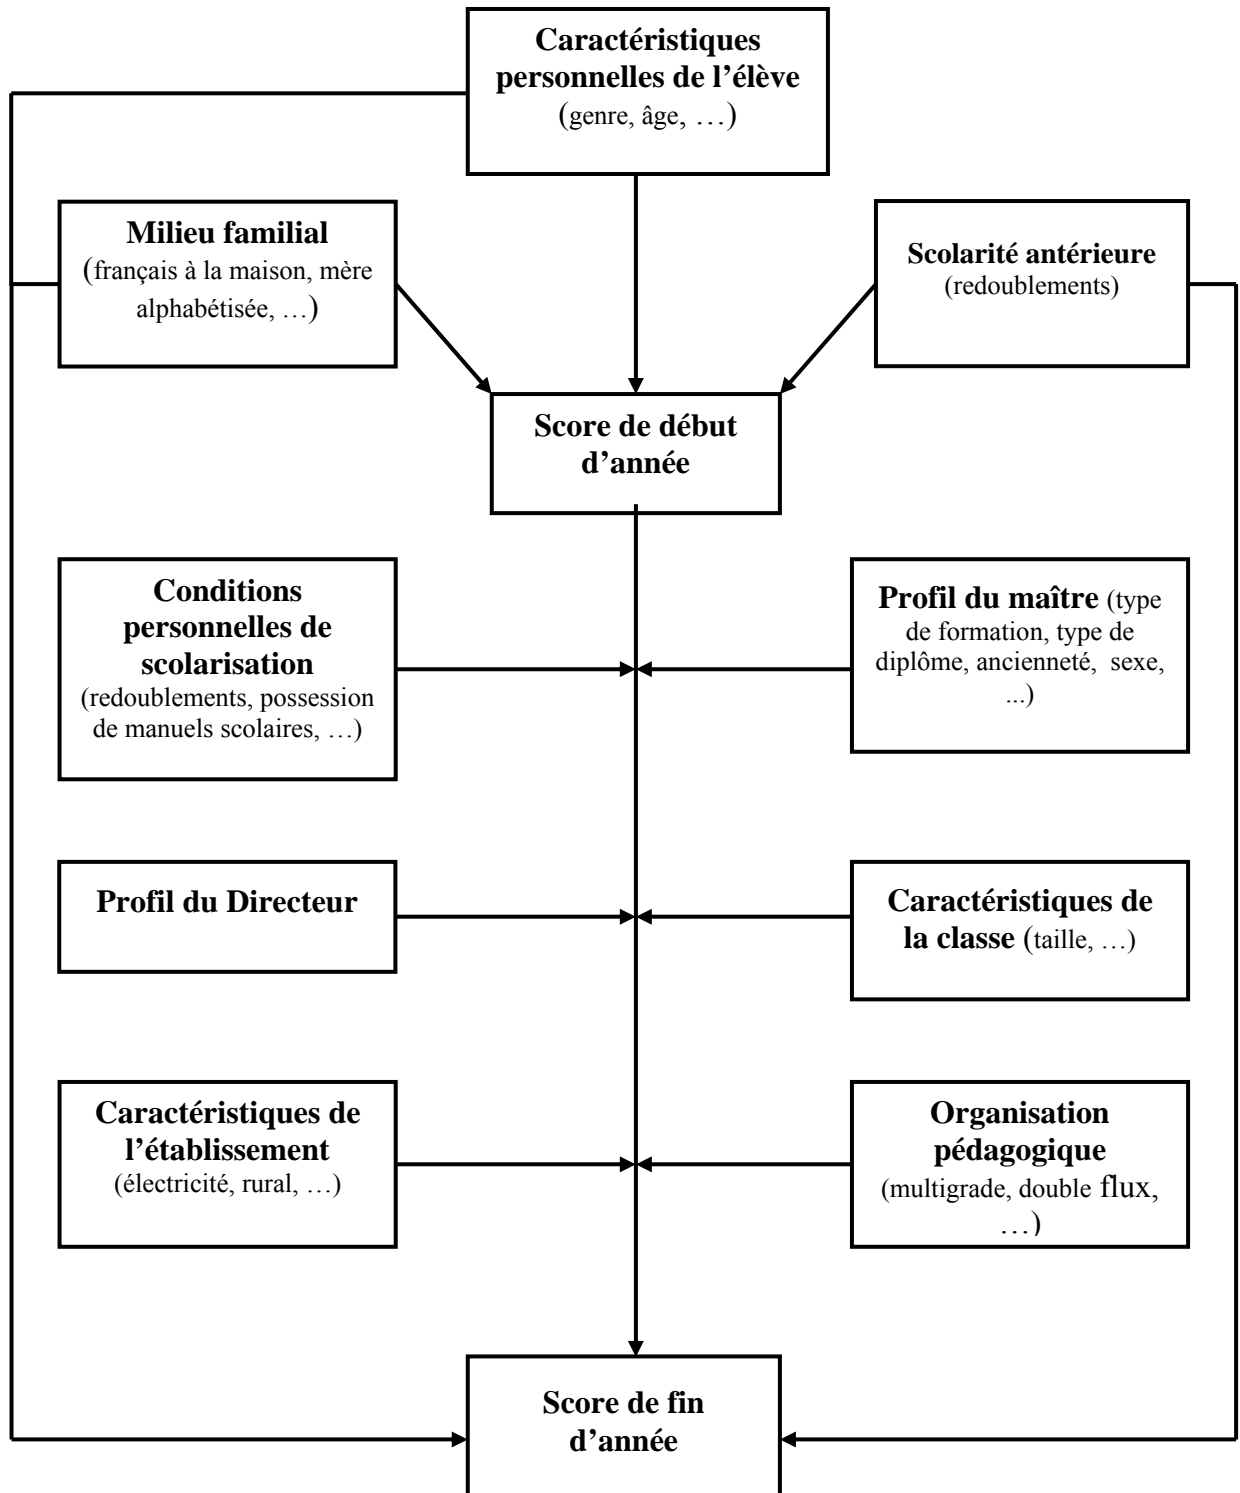 Caractéristiques
personnelles de l’élève
(genre, âge, …)
Milieu familial
(français à la maison, mère
alphabétisée, …)
Scolarité antérieure
(redoublements)
Score de début
d’année
Conditions
personnelles de
scolarisation
(redoublements, possession
de manuels scolaires, …)
Profil du maître (type
de formation, type de
diplôme, ancienneté, sexe,
...)
Profil du Directeur
Caractéristiques de
la classe (taille, …)
Caractéristiques de
l’établissement
(électricité, rural, …)
Organisation
pédagogique
(multigrade, double flux,
…)
Score de fin
d’année